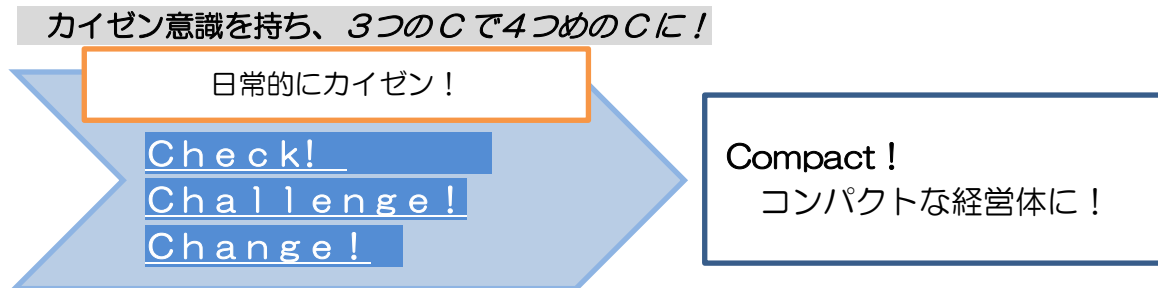 カイゼン意識を持ち、３つのＣで４つめのＣに！
日常的にカイゼン！
Ｃｈｅｃｋ!
Ｃｈａｌｌｅｎｇｅ！
Ｃｈａｎｇｅ！
Compact！
コンパクトな経営体に！